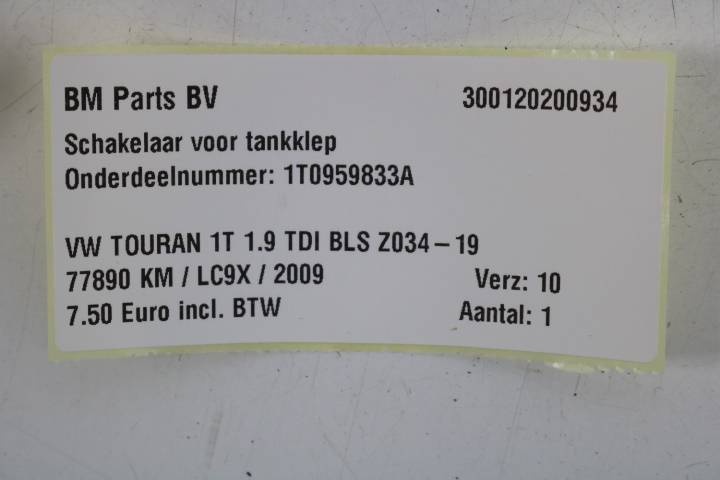 BM Parts BV 300120200934
Schakelaar voor tankklep
Onderdeelnummer: 1T0959833A
VW TOURAN 1T 1.9 TDI BLS Z034-19
77890 KM / LC9X / 2009 Verz: 10
7.50 Euro incl. BTW Aantal: 1